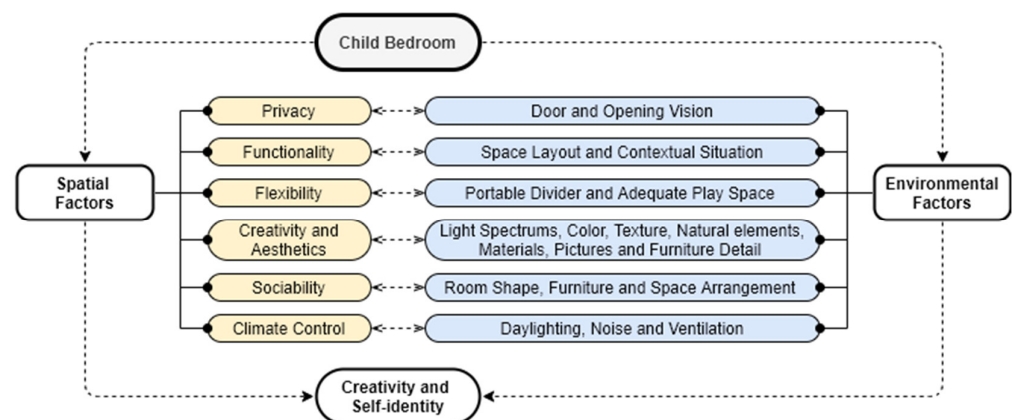 Child Bedroom
Spatial
Factors
Privacy
Door and Opening Vision
Functionality
Space Layout and Contextual Situation
Flexibility
Portable Divider and Adequate Play Space
Creativity and
Aesthetics
Light Spectrums, Color, Texture, Natural elements,
Materials, Pictures and Furniture Detail
Sociability
Room Shape, Furniture and Space Arrangement
Climate Control
Daylighting, Noise and Ventilation
Environmental
Factors
Creativity and
Self-identity